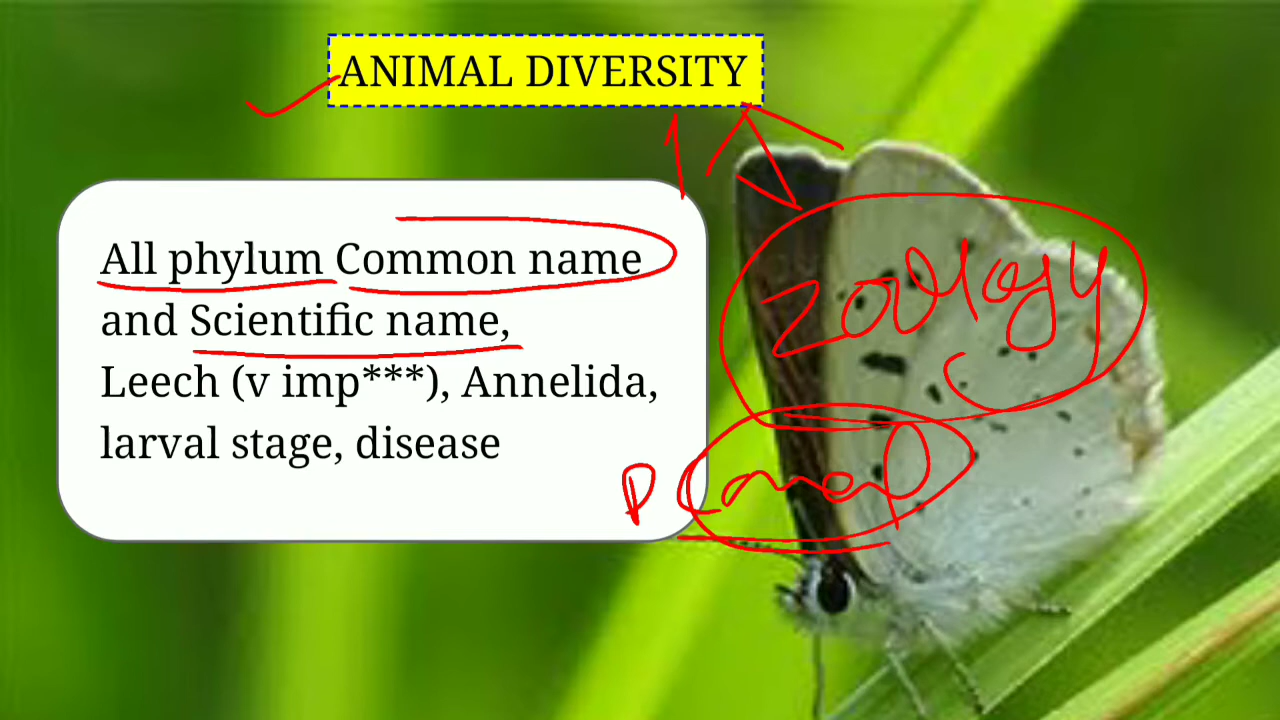 ANIMAL DIVERSITY
All phylum Common name
and Scientific name,
Leech (v imp***), Annelida,
larval stage, disease
zoology